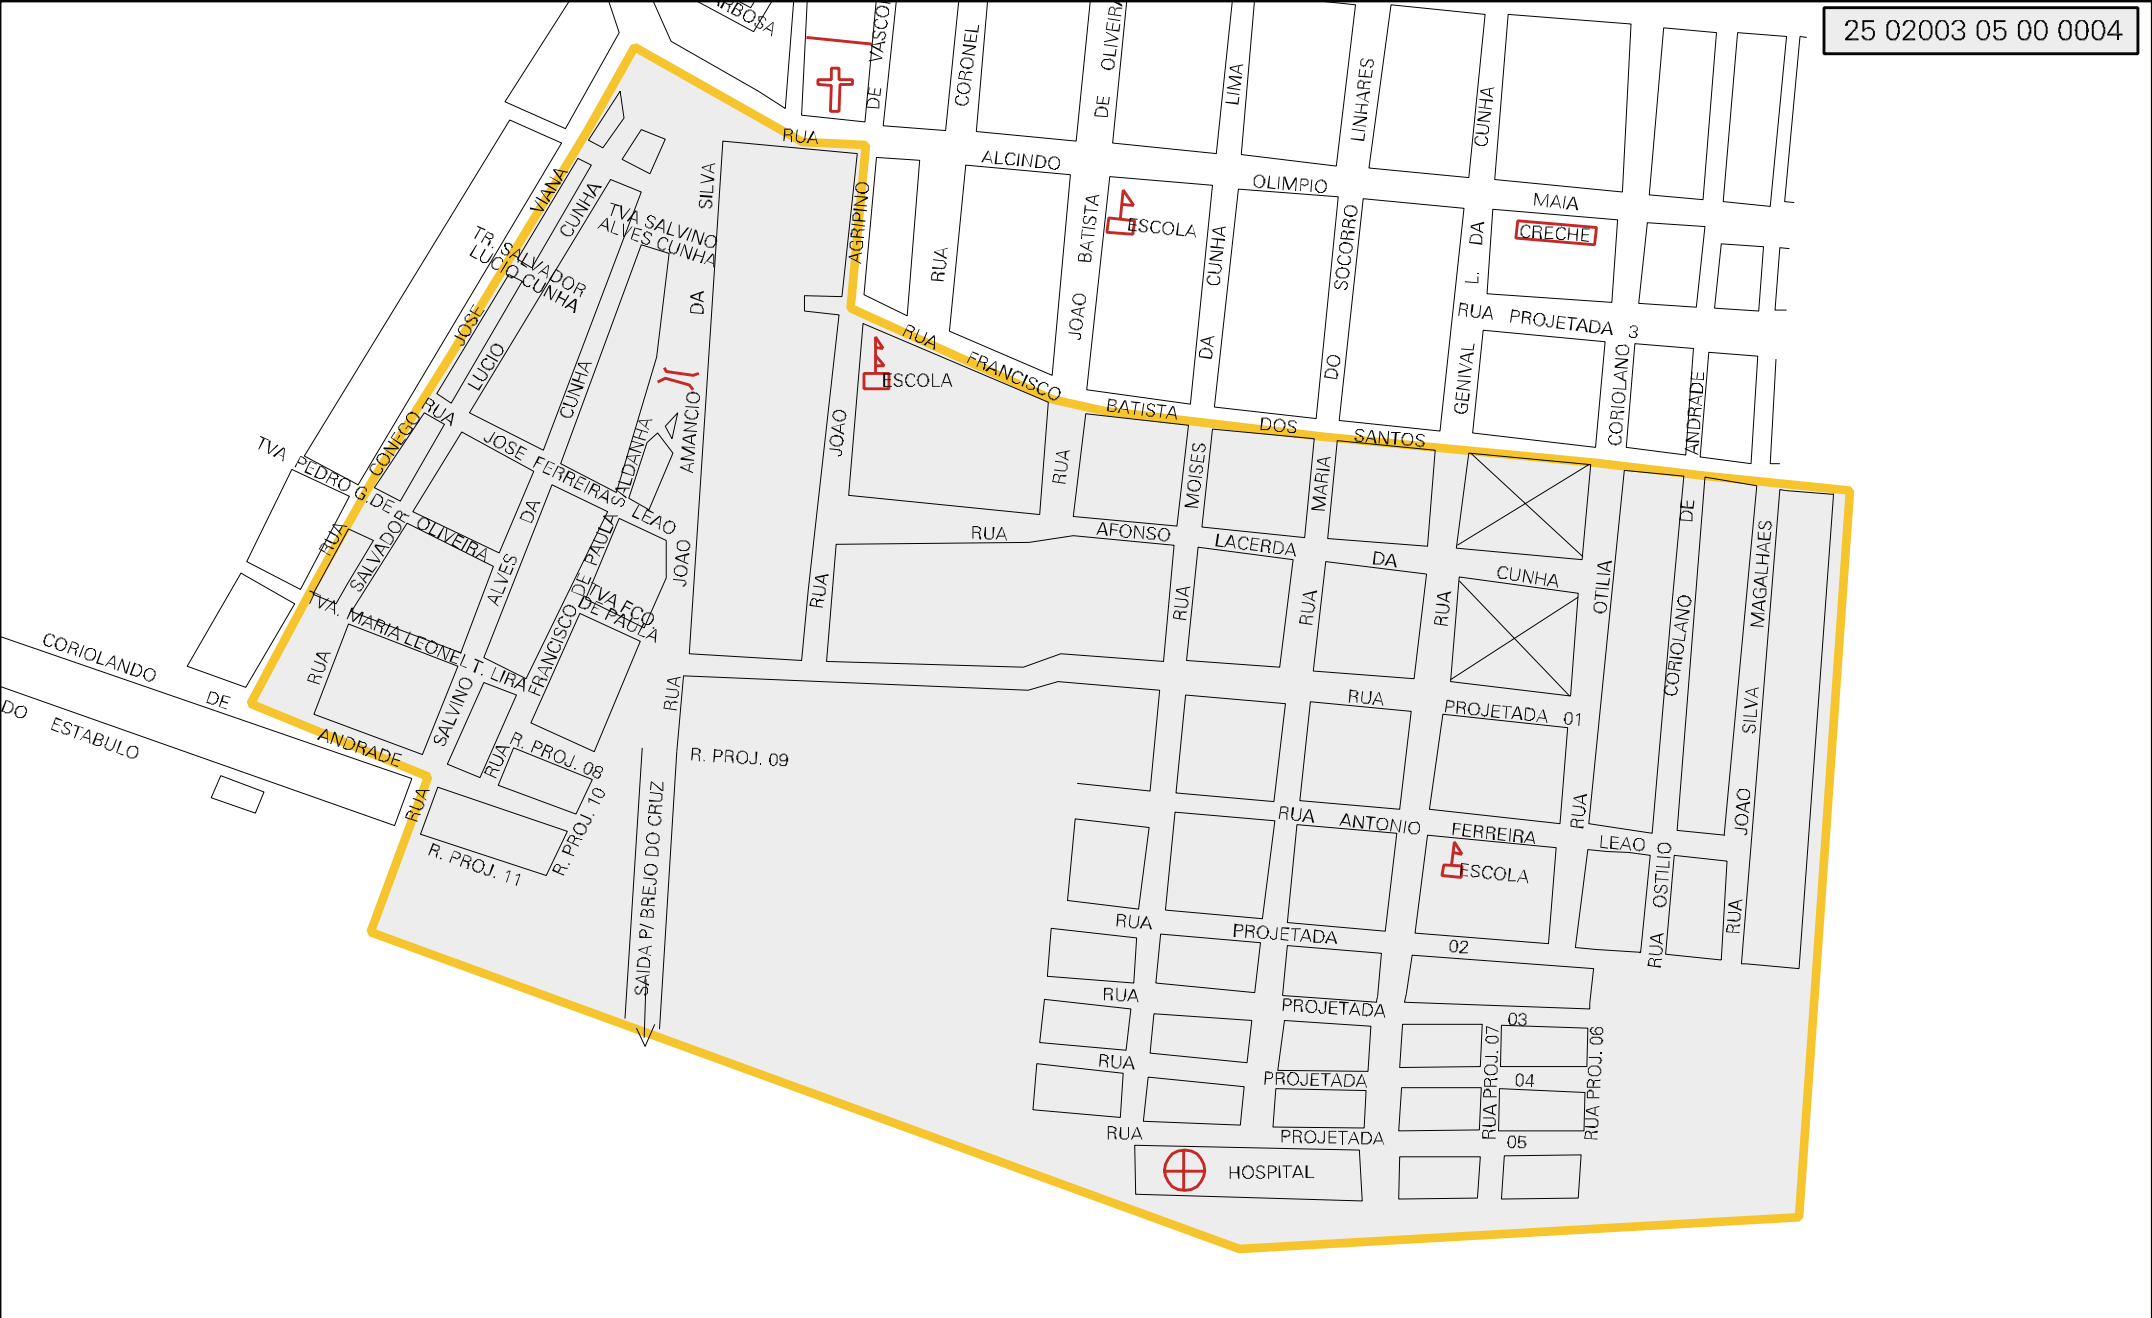 25 02003 05 00 0004
RBOSA
VASCO
DE
CORONEL
OLIVEIRA
DE
LIMA
LINHARES
CUNHA
RUA
ALCINDO
OLIMPIO
MAIA
VIANA
CUNHA
SILVA
TVA SALVINO
ALVES CUNHA
AGRIPINO
RUA
BATISTA
ESCOLA
CUNHA
SOCORRO
DA
CRECHE
TR. SALVADOR
LUCIO CUNHA
DA
JOAO
L.
RUA PROJETADA 3
JOSE
LUCIO
RUA
FRANCISCO
DA
DO
GENIVAL
CORIOLANO
ANDRADE
ESCOLA
CUNHA
AMANCIO
JOAO
BATISTA
DOS
SANTOS
RUA
JOSE FERREIRA
LEAO
CONEGO
SALDANHA
TVA PEDRO G.DE
OLIVEIRA
RUA
MOISES
MARIA
DE
RUA
SALVADOR
DA
PAULA
DE
RUA
AFONSO
LACERDA
DA
CUNHA
OTILIA
MAGALHAES
ALVES
JOAO
RUA
RUA
RUA
RUA
CORIOLANO
TVA FCO.
DE PAULA
TVA. MARIA LEONEL T. LIRA
FRANCISCO
CORIOLANDO
DE
ANDRADE
RUA
SALVINO
RUA
RUA
PROJETADA 01
SILVA
DO
ESTABULO
RUA
R. PROJ. 08
R. PROJ. 09
RUA
R. PROJ. 10
R. PROJ. 11
SAIDA P/ BREJO DO CRUZ
RUA
ANTONIO
FERREIRA
LEAO
RUA
JOAO
ESCOLA
OSTILIO
RUA
RUA
RUA
PROJETADA
02
RUA
PROJETADA
03
RUA
PROJETADA
04
RUA PROJ. 07
RUA PROJ. 06
RUA
PROJETADA
05
HOSPITAL